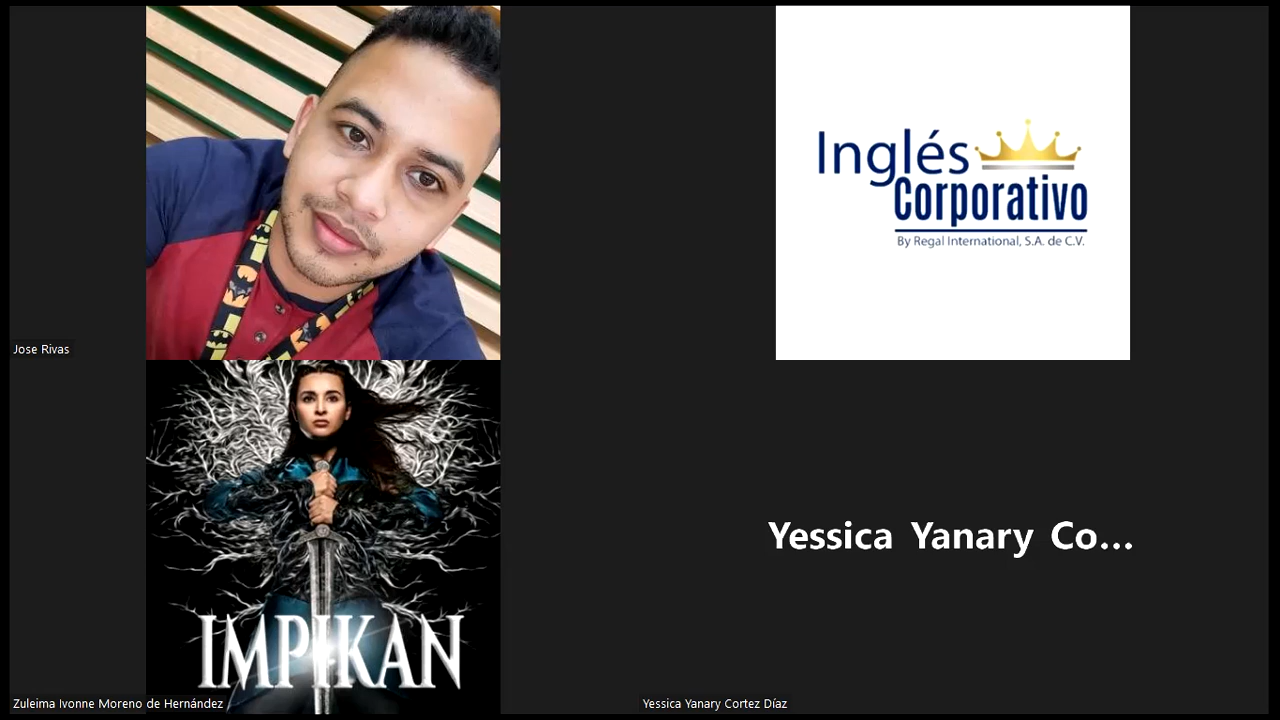 Inglés
Corporativo
By Regal International, S.A. de C.V.
Jose Rivas
IMPIKAN
Yessica Yanary Co...
Zuleima Ivonne Moreno de Hernández
Yessica Yanary Cortez Díaz